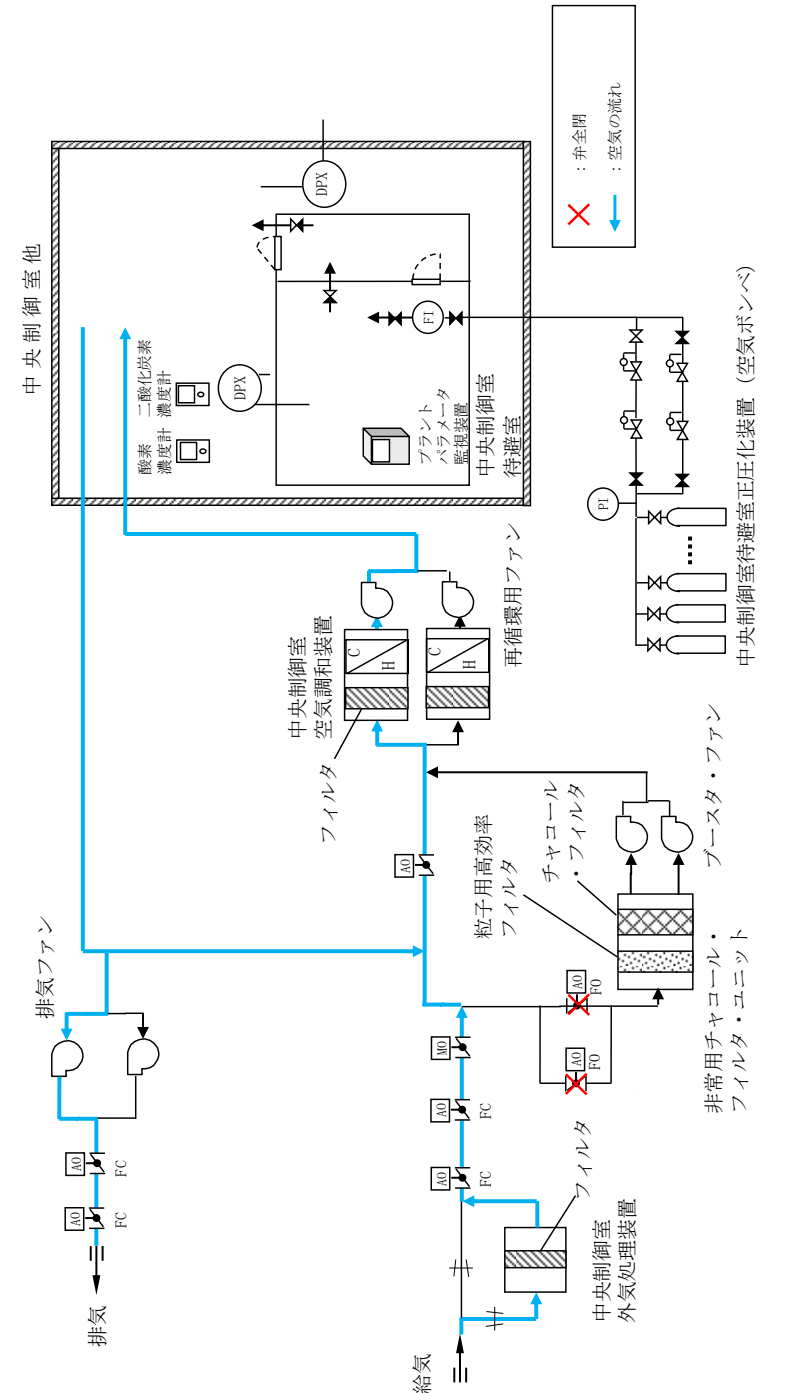 中央制御室他
酸素
濃度計
二酸化炭素
濃度計
DPX
DPX
プラント
パラメータ
監視装置
中央制御室
待避室
FI
：弁全閉
：空気の流れ
PI
中央制御室待避室正圧化装置（空気ボンベ）
中央制御室
空気調和装置
フィルタ
C
H
C
H
再循環用ファン
排気ファン
AO
FC
AO
FC
排気
AO
粒子用高効率
フィルタ
チャコール
・フィルタ
ブースタ・ファン
非常用チャコール・
フィルタ・ユニット
AO
FO
AO
FO
MO
AO
FC
AO
FC
フィルタ
中央制御室
外気処理装置
給気